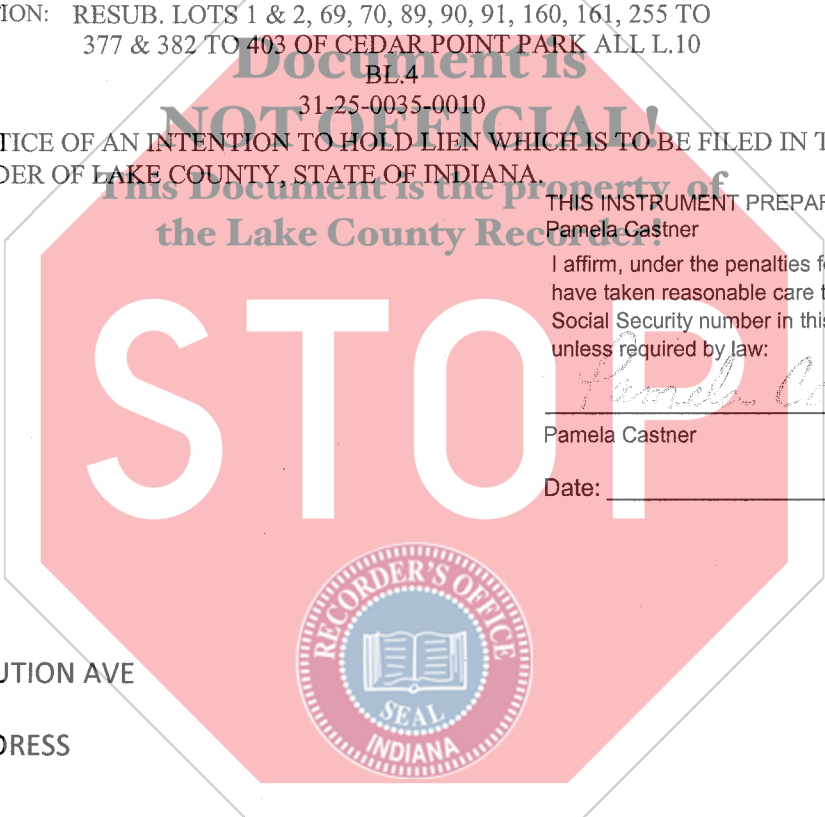 ION: RESUB. LOTS 1 & 2, 69, 70, 89, 90, 91, 160, 161, 255 TO
377 & 382 TO 403 OF CEDAR POINT PARK ALL L.10
BL.4
31-25-0035-0010
Document is
NOT OFFICIAL!
This Document is the property of
the Lake County Recorder!
TICE OF AN INTENTION TO HOLD LIEN WHICH IS TO BE FILED IN T
DER OF LAKE COUNTY, STATE OF INDIANA.
THIS INSTRUMENT PREPAR
Pamela Castner
I affirm, under the penalties f
have taken reasonable care t
Social Security number in this
unless required by law:
Pamela Ca
Pamela Castner
Date:
STOP
RECORDER'S OFFICE
SEAL
INDIANA
UTION AVE
DRESS